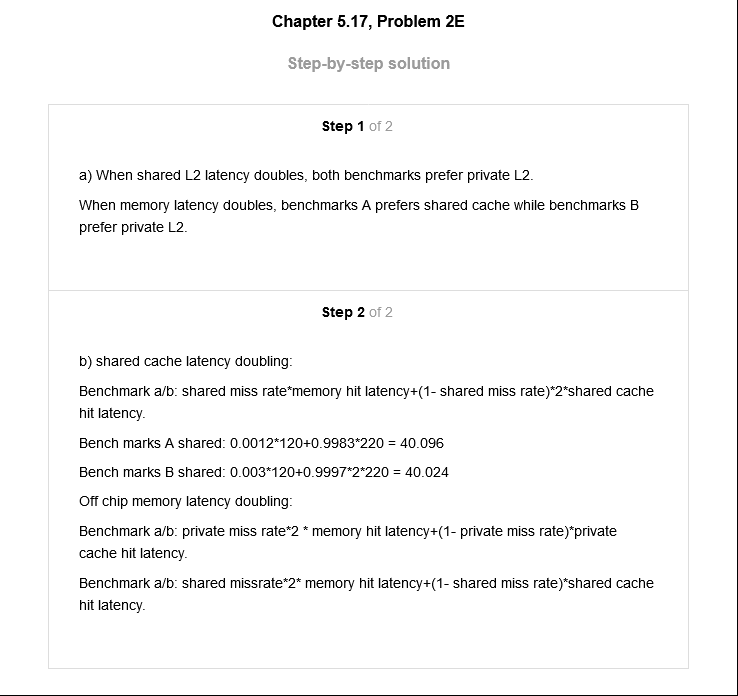 Chapter 5.17, Problem 2E
Step-by-step solution
Step 1 of 2
a) When shared L2 latency doubles, both benchmarks prefer private L2.
When memory latency doubles, benchmarks A prefers shared cache while benchmarks B
prefer private L2.
Step 2 of 2
b) shared cache latency doubling:
Benchmark a/b: shared miss rate*memory hit latency+(1- shared miss rate)*2*shared cache
hit latency.
Bench marks A shared: 0.0012*120+0.9983*220 = 40.096
Bench marks B shared: 0.003*120+0.9997*2*220 = 40.024
Off chip memory latency doubling:
Benchmark a/b: private miss rate*2 * memory hit latency+(1- private miss rate)*private
cache hit latency.
Benchmark a/b: shared missrate*2* memory hit latency+(1- shared miss rate)*shared cache
hit latency.